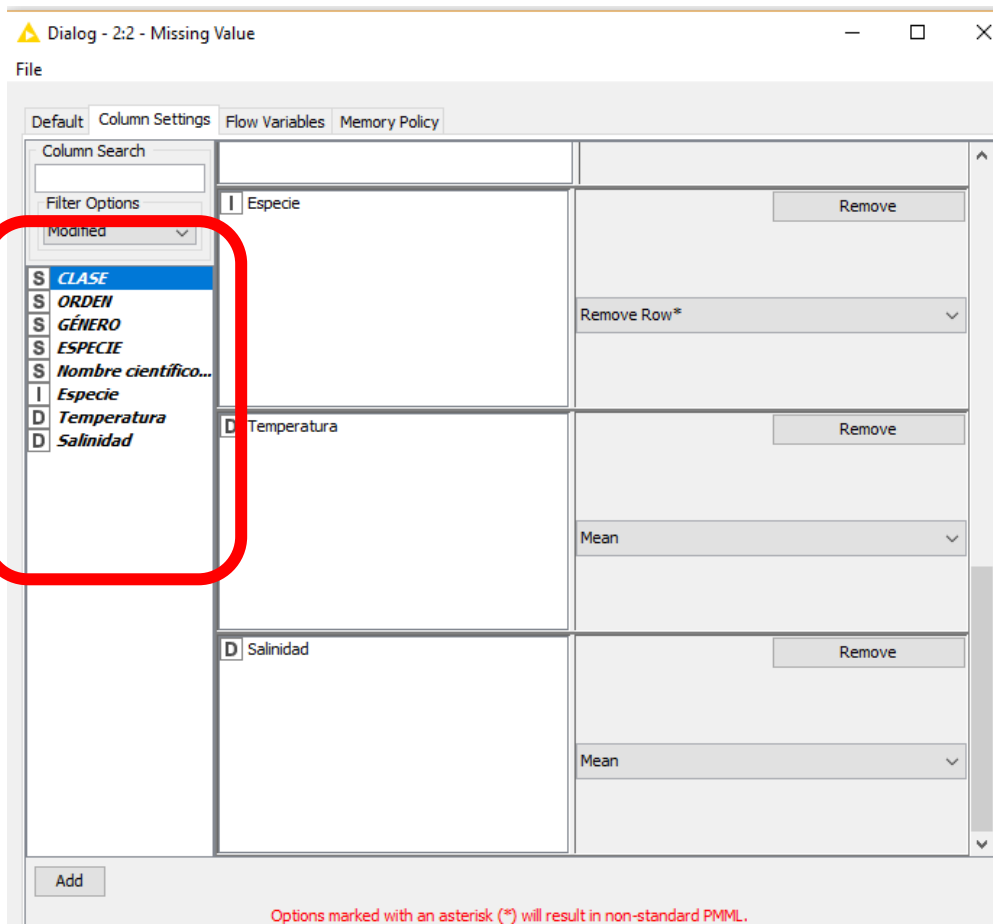 Dialog - 2:2 - Missing Value
File
Default Column Settings Flow Variables Memory Policy
Column Search
Filter Options
Modified
S CLASE
S ORDEN
S GÉNERO
S ESPECIE
S Nombre científico...
I Especie
D Temperatura
D Salinidad
I Especie
Remove
Remove Row*
D Temperatura
Remove
Mean
D Salinidad
Remove
Mean
Add
Options marked with an asterisk (*) will result in non-standard PMML.